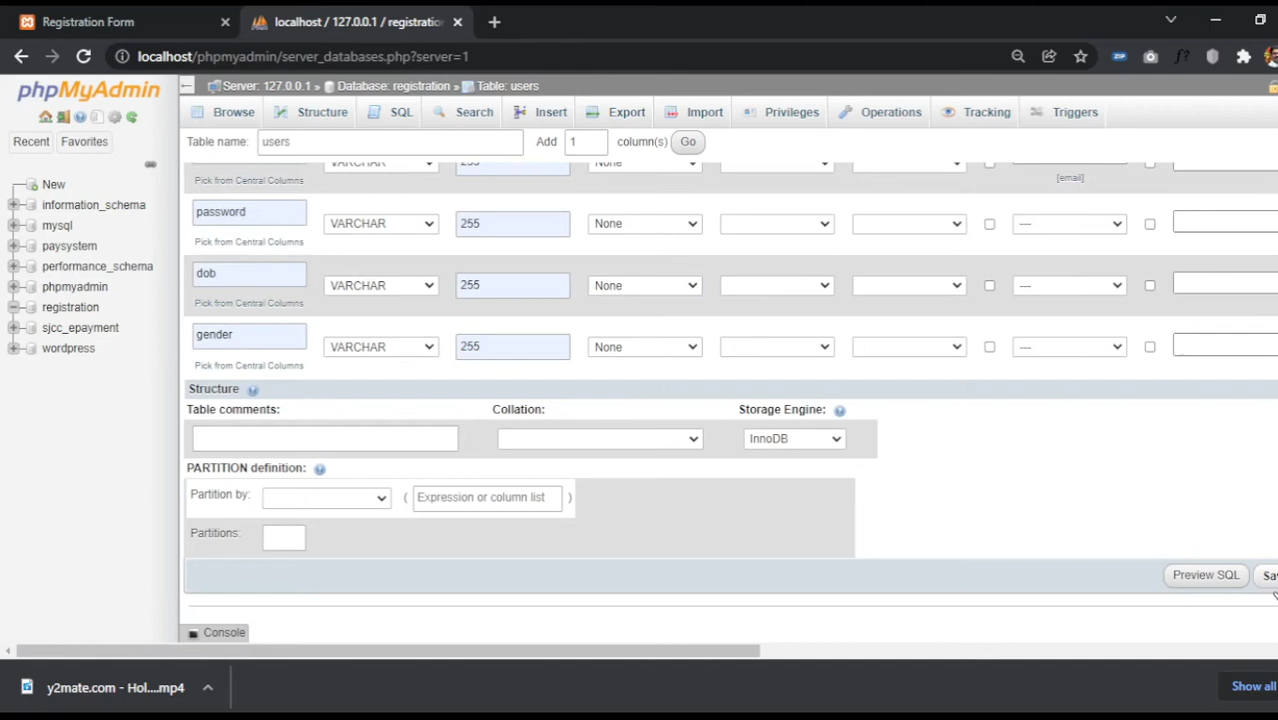 Registration Form
localhost / 127.0.0.1 / registratio
localhost/phpmyadmin/server_databases.php?server=1
ZIP
f?
phpMyAdmin
Recent
Favorites
New
information_schema
mysql
paysystem
performance_schema
phpmyadmin
registration
sjcc_epayment
wordpress
Server: 127.0.0.1 » Database: registration » Table: users
Browse Structure SQL Search Insert Export Import Privileges Operations Tracking Triggers
Table name: users Add 1 column(s) Go
VARCHAR 255 None
Pick from Central Columns [email]
password VARCHAR 255 None ---
Pick from Central Columns
dob VARCHAR 255 None ---
Pick from Central Columns
gender VARCHAR 255 None ---
Pick from Central Columns
Structure
Table comments: Collation: Storage Engine:
InnoDB
PARTITION definition:
Partition by: ( Expression or column list )
Partitions:
Preview SQL Sav
Console
y2mate.com - Hol....mp4
Show all